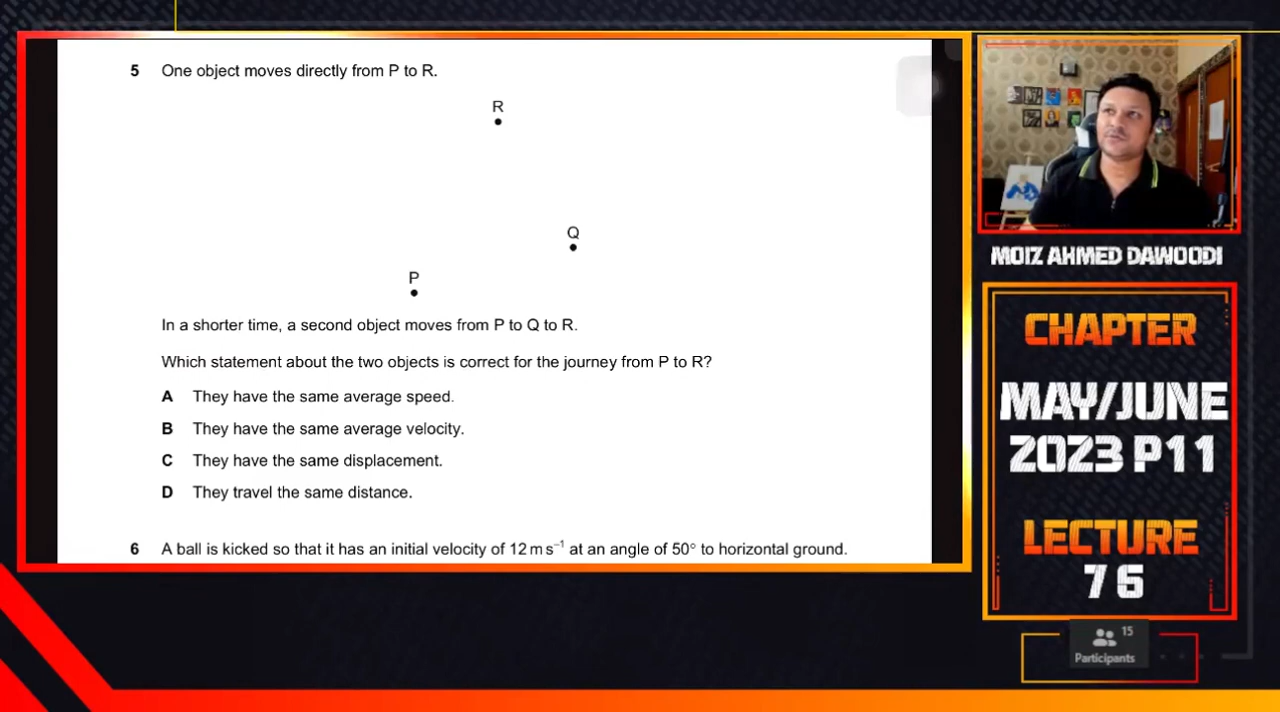 5 One object moves directly from P to R.
R
Q
P
In a shorter time, a second object moves from P to Q to R.
Which statement about the two objects is correct for the journey from P to R?
A They have the same average speed.
B They have the same average velocity.
C They have the same displacement.
D They travel the same distance.
6 A ball is kicked so that it has an initial velocity of 12 m s⁻¹ at an angle of 50° to horizontal ground.
MOIZ AHMED DAWOODI
CHAPTER
MAY/JUNE
2023 P11
LECTURE
76
15
Participants